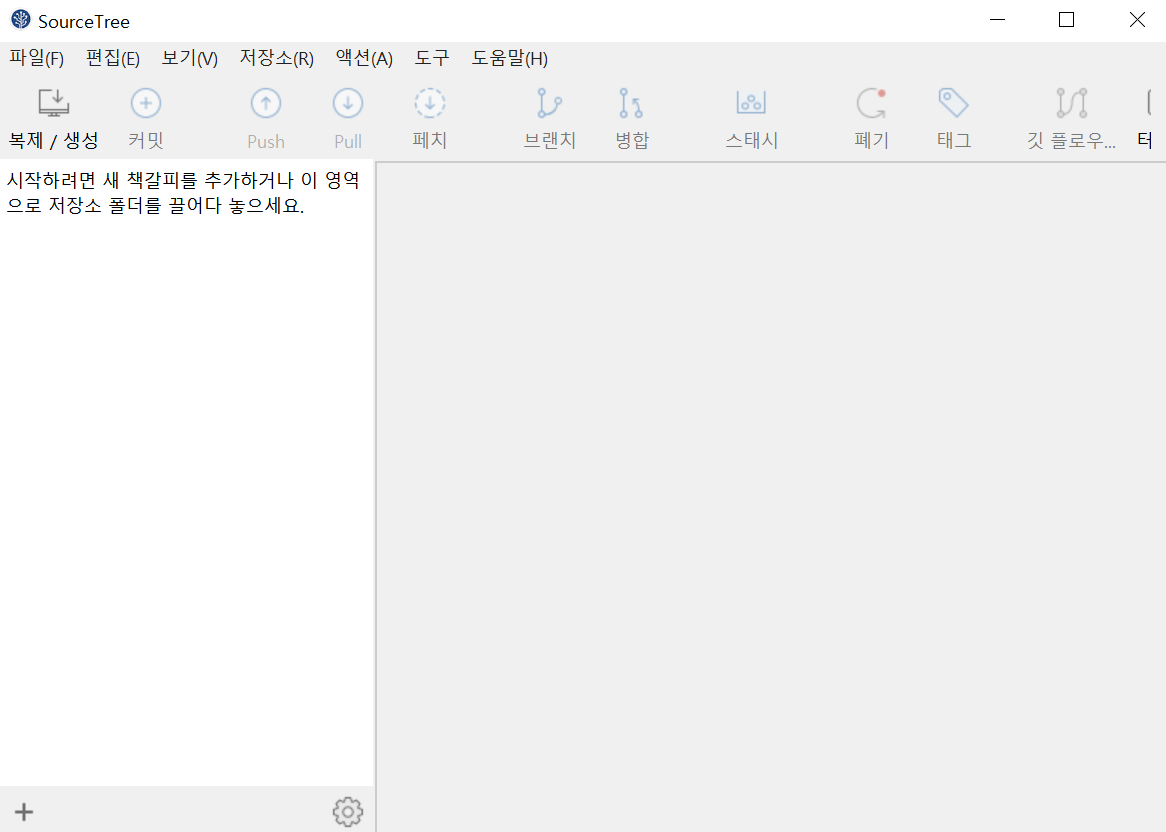 SourceTree
파일(F) 편집(E) 보기(V) 저장소(R) 액션(A) 도구 도움말(H)
복제 / 생성 커밋 Push Pull 페치 브랜치 병합 스태시 폐기 태그 깃 플로우... 터
시작하려면 새 책갈피를 추가하거나 이 영역
으로 저장소 폴더를 끌어다 놓으세요.